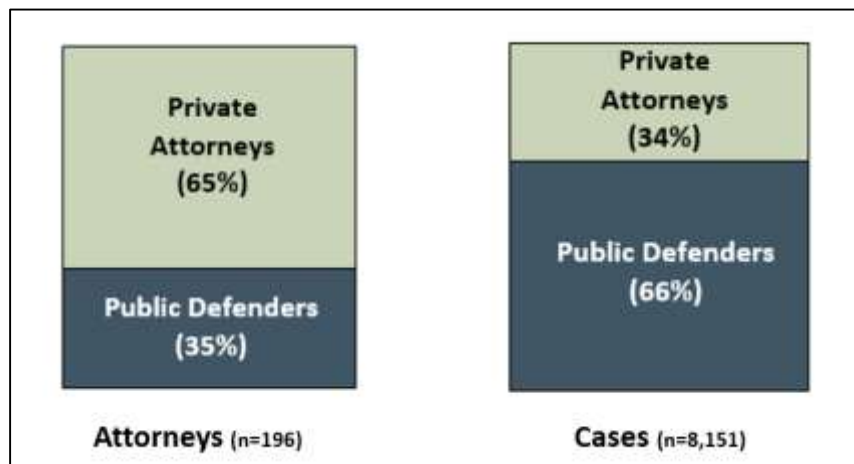 Private
Attorneys
(65%)
Public Defenders
(35%)
Attorneys (n=196)
Private
Attorneys
(34%)
Public Defenders
(66%)
Cases (n=8,151)